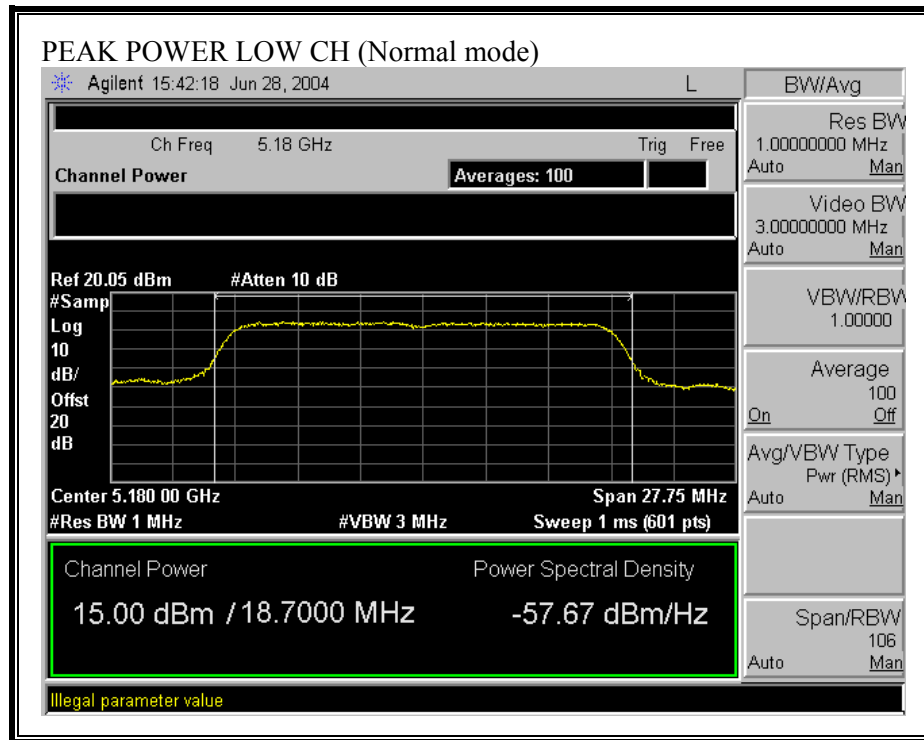 PEAK POWER LOW CH (Normal mode)
Agilent 15:42:18 Jun 28, 2004 L
BW/Avg
Ch Freq 5.18 GHz Trig Free
Channel Power Averages: 100
Ref 20.05 dBm #Atten 10 dB
#Samp
Log
10
dB/
Offst
20
dB
Center 5.180 00 GHz Span 27.75 MHz
#Res BW 1 MHz #VBW 3 MHz Sweep 1 ms (601 pts)
Channel Power Power Spectral Density
15.00 dBm / 18.7000 MHz -57.67 dBm/Hz
Illegal parameter value
Res BW
1.00000000 MHz
Auto Man
Video BW
3.00000000 MHz
Auto Man
VBW/RBW
1.00000
Average
100
On Off
Avg/VBW Type
Pwr (RMS)
Auto Man
Span/RBW
106
Auto Man